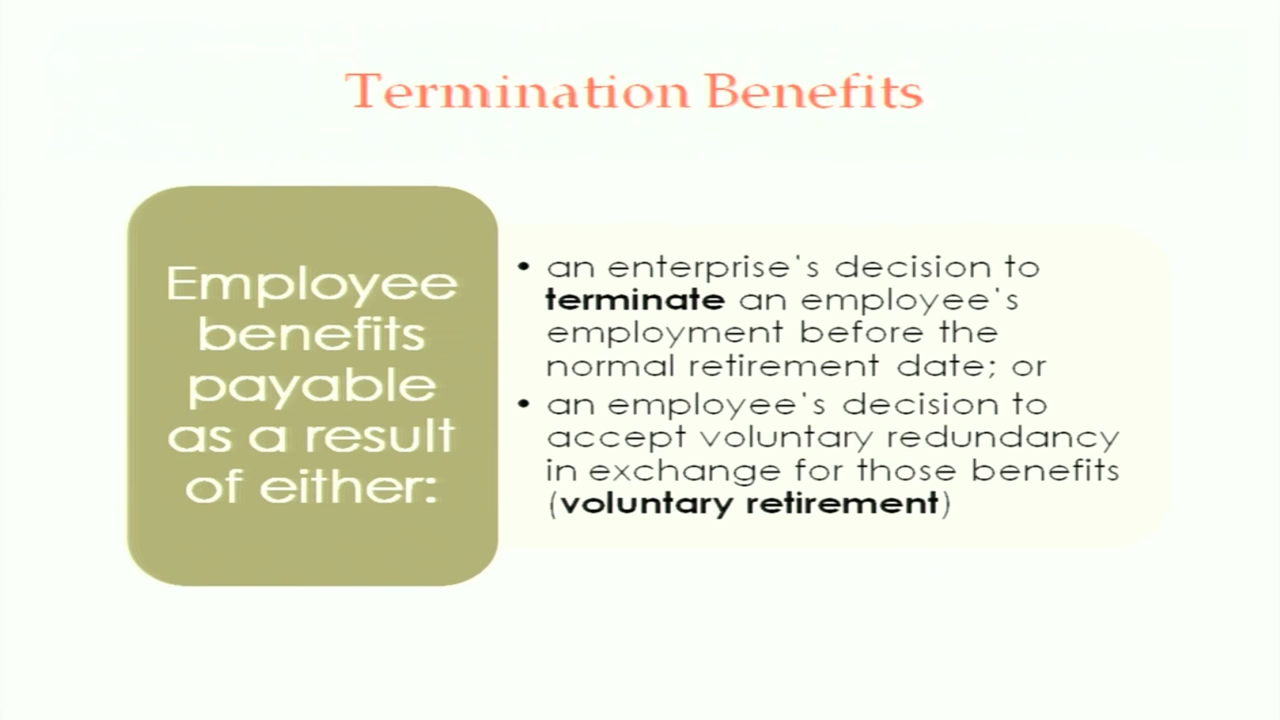 Termination Benefits
Employee
benefits
payable
as a result
of either:
• an enterprise's decision to
terminate an employee's
employment before the
normal retirement date; or
• an employee's decision to
accept voluntary redundancy
in exchange for those benefits
(voluntary retirement)